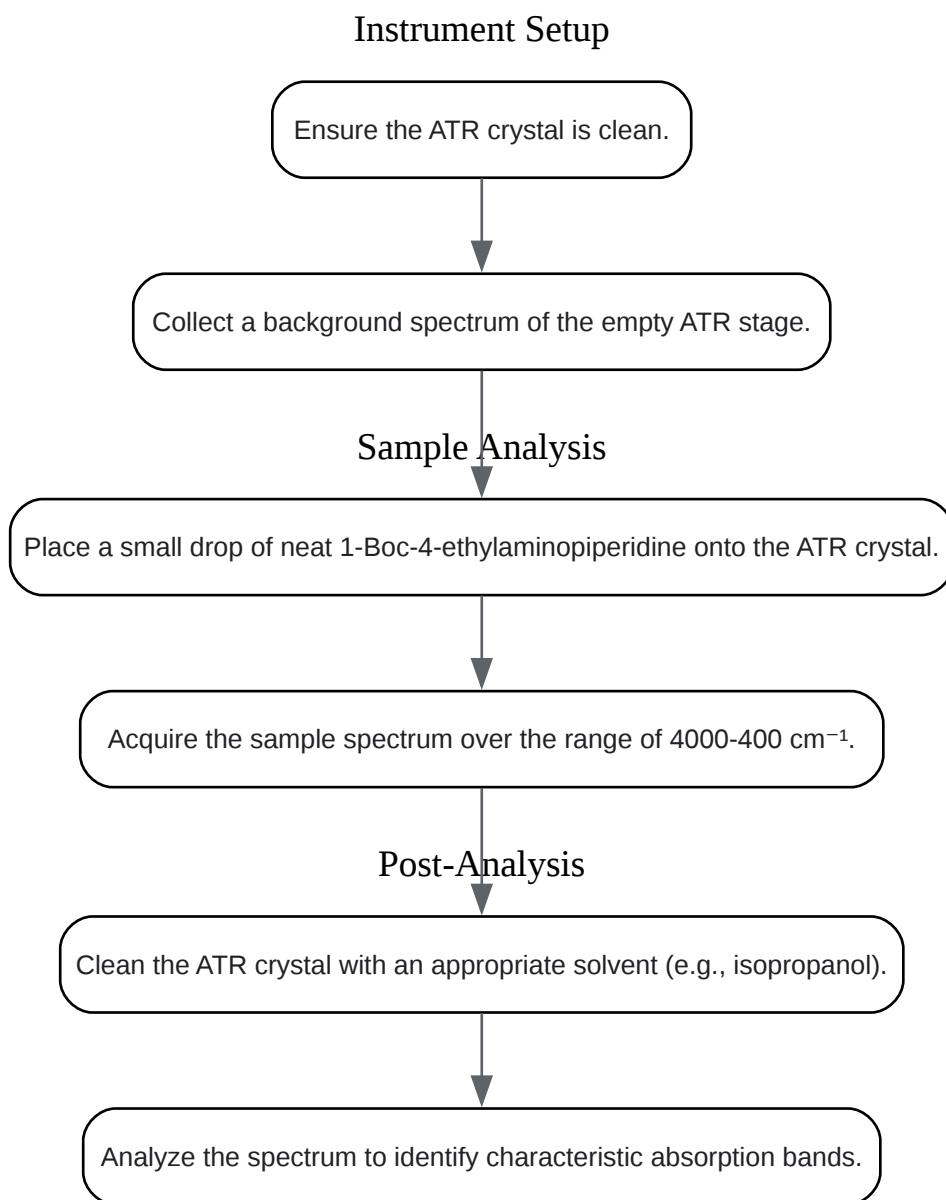 Instrument Setup
Ensure the ATR crystal is clean.
Collect a background spectrum of the empty ATR stage.
Sample Analysis
Place a small drop of neat 1-Boc-4-ethylaminopiperidine onto the ATR crystal.
Acquire the sample spectrum over the range of 4000-400 cm⁻¹.
Post-Analysis
Clean the ATR crystal with an appropriate solvent (e.g., isopropanol).
Analyze the spectrum to identify characteristic absorption bands.